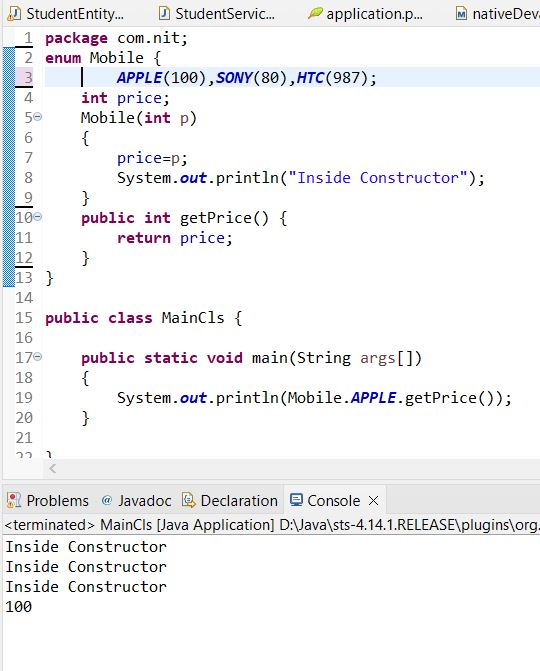 StudentEntity... StudentServic... application.p... nativeDev
1 package com.nit;
2 enum Mobile {
3 APPLE(100),SONY(80),HTC(987);
4 int price;
5 Mobile(int p)
6 {
7 price=p;
8 System.out.println("Inside Constructor");
9 }
10 public int getPrice() {
11 return price;
12 }
13 }
14
15 public class MainCls {
16
17 public static void main(String args[])
18 {
19 System.out.println(Mobile.APPLE.getPrice());
20 }
21
22 }
Problems @ Javadoc Declaration Console
<terminated> MainCls [Java Application] D:\Java\sts-4.14.1.RELEASE\plugins\org.
Inside Constructor
Inside Constructor
Inside Constructor
100